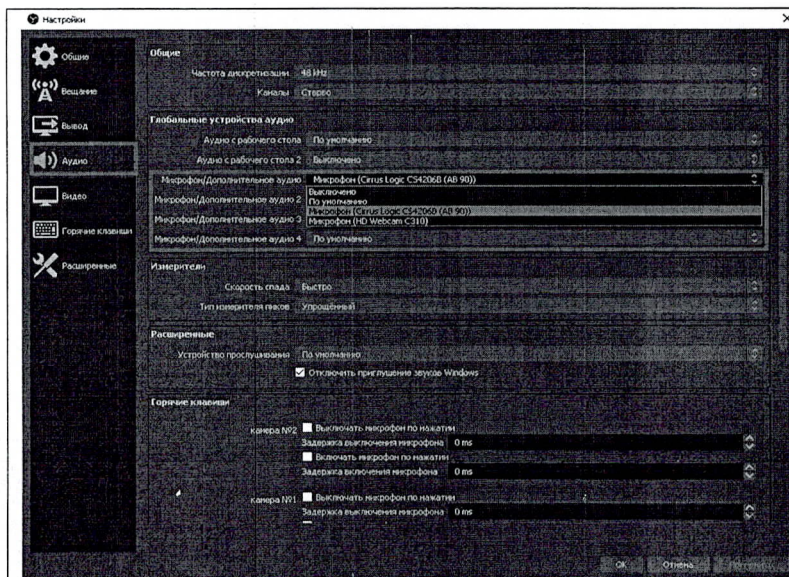 Настройки
Общие
Вещание
Вывод
Аудио
Видео
Горячие клавиши
Расширенные
Общие
Частота дискретизации 48 kHz
Каналы Стерео
Глобальные устройства аудио
Аудио с рабочего стола По умолчанию
Аудио с рабочего стола 2 Выключено
Микрофон/Дополнительное аудио Микрофон (Cirrus Logic CS4206B (AB 90))
Выключено
Микрофон/Дополнительное аудио 2 По умолчанию
Микрофон (Cirrus Logic CS4206B (AB 90))
Микрофон/Дополнительное аудио 3 Микрофон (HD Webcam C310)
Микрофон/Дополнительное аудио 4 По умолчанию
Измерители
Скорость спада Быстро
Тип измерителя пиков Упрощённый
Расширенные
Устройство прослушивания По умолчанию
Отключить приглушение звуков Windows
Горячие клавиши
камера №2 Выключать микрофон по нажатии
Задержка выключения микрофона 0 ms
Включать микрофон по нажатии
Задержка включения микрофона 0 ms
камера №1 Выключать микрофон по нажатии
Задержка выключения микрофона 0 ms
ОК Отмена